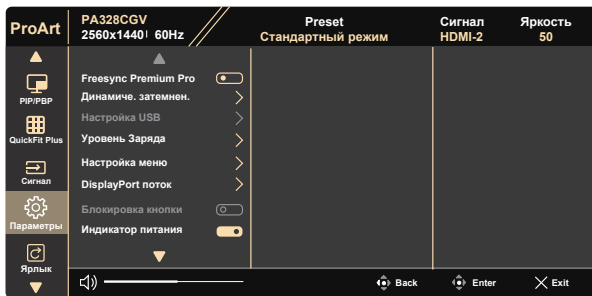 ProArt
PA328CGV
2560x1440 60Hz
Preset
Стандартный режим
Сигнал
HDMI-2
Яркость
50
PIP/PBP
QuickFit Plus
Сигнал
Параметры
Ярлык
Freesync Premium Pro
Динамиче. затемнен.
Настройка USB
Уровень Заряда
Настройка меню
DisplayPort поток
Блокировка кнопки
Индикатор питания
Back
Enter
Exit